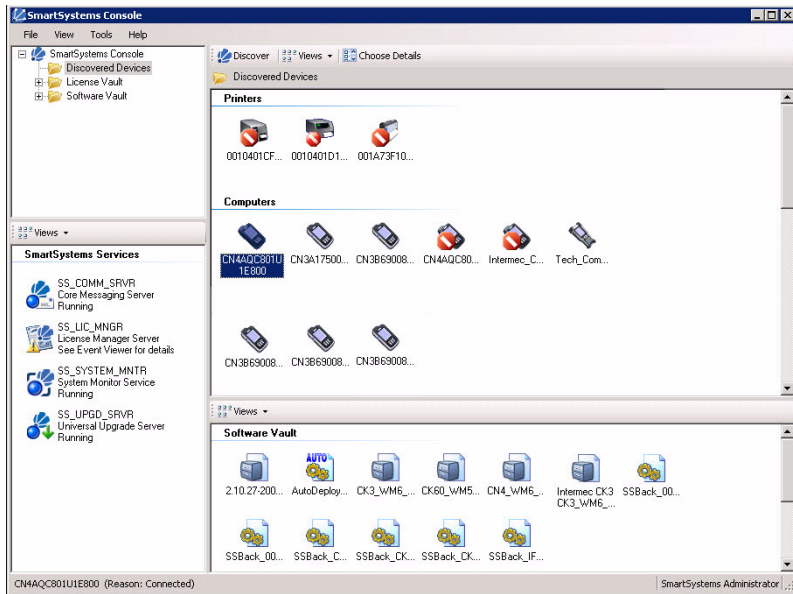 SmartSystems Console
File View Tools Help
SmartSystems Console
Discovered Devices
License Vault
Software Vault
Discover Views Choose Details
Discovered Devices
Printers
0010401CF... 0010401D1... 001A73F10...
Computers
CN4AQC801U1E800 CN3A17500... CN3B69008... CN4AQC80... Intermec_C... Tech_Com...
CN3B69008... CN3B69008... CN3B69008...
Views
SmartSystems Services
SS_COMM_SRVR
Core Messaging Server
Running
SS_LIC_MNGR
License Manager Server
See Event Viewer for details
SS_SYSTEM_MNTR
System Monitor Service
Running
SS_UPGD_SRVR
Universal Upgrade Server
Running
Views
Software Vault
AUTO
2.10.27-200... AutoDeploy... CK3_WM6_... CK60_WM5... CN4_WM6_... Intermec CK3 CK3_WM6_... SSBack_00...
SSBack_00... SSBack_C... SSBack_CK... SSBack_CK... SSBack_IF...
CN4AQC801U1E800 (Reason: Connected) SmartSystems Administrator